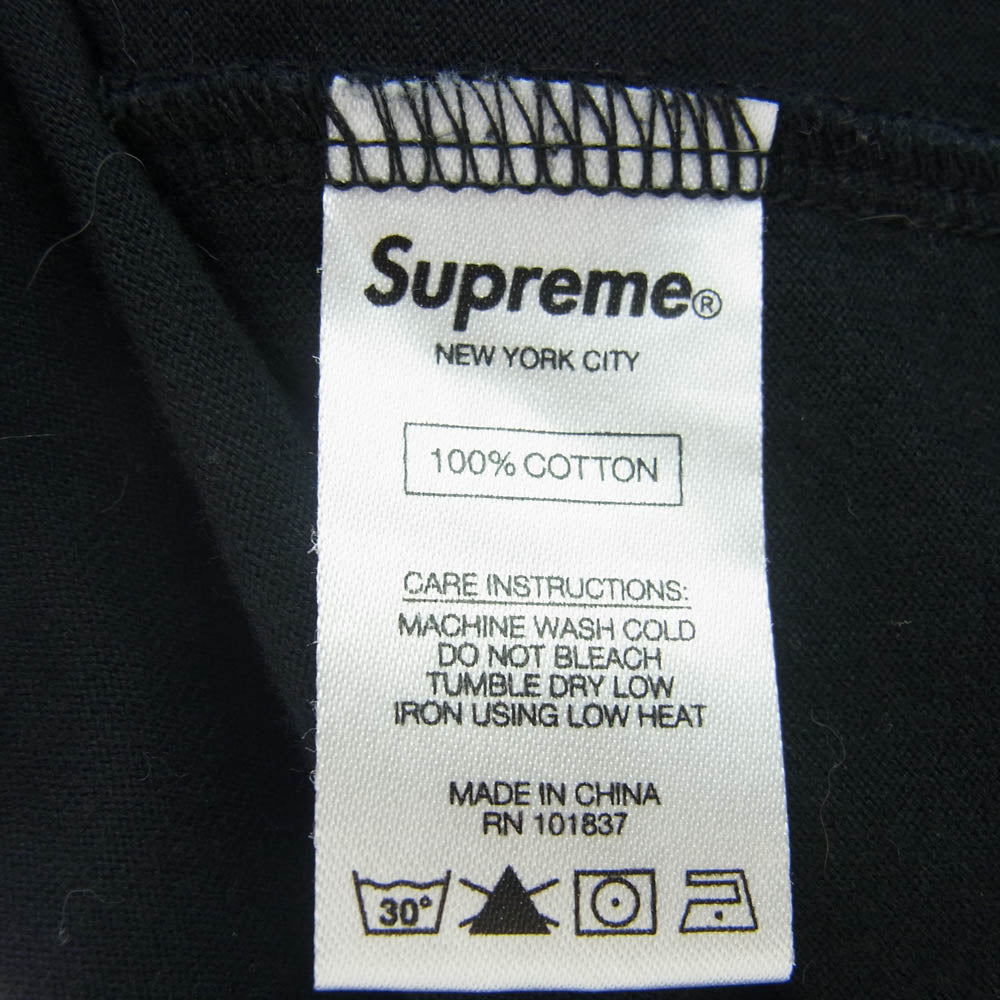 Supreme®
NEW YORK CITY
100% COTTON
CARE INSTRUCTIONS:
MACHINE WASH COLD
DO NOT BLEACH
TUMBLE DRY LOW
IRON USING LOW HEAT
MADE IN CHINA
RN 101837
30°